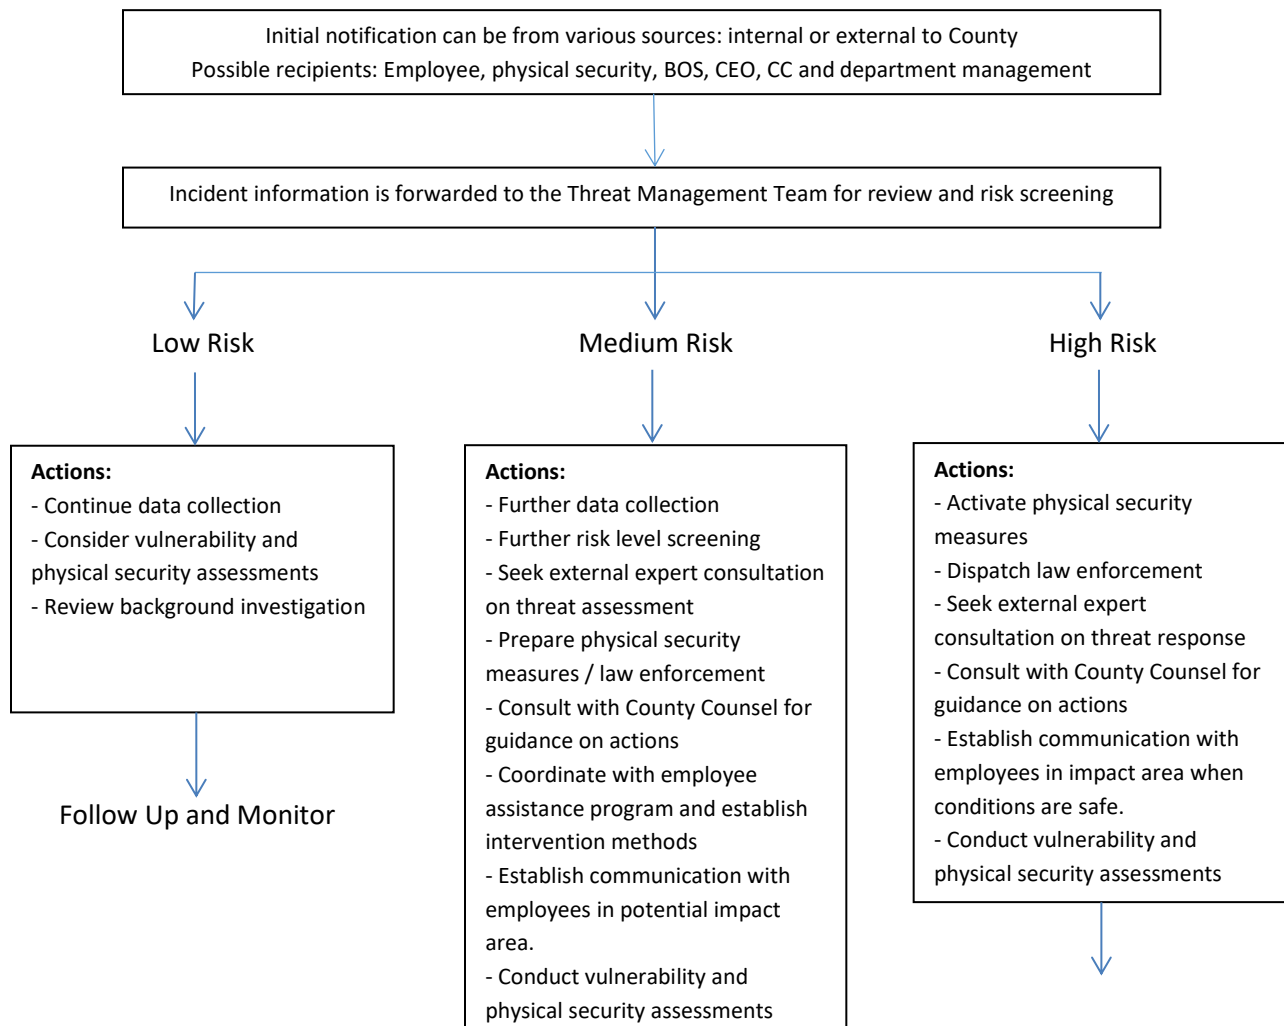 Initial notification can be from various sources: internal or external to County
Possible recipients: Employee, physical security, BOS, CEO, CC and department management
Incident information is forwarded to the Threat Management Team for review and risk screening
Low Risk
Medium Risk
High Risk
Actions:
- Continue data collection
- Consider vulnerability and
physical security assessments
- Review background investigation
Follow Up and Monitor
Actions:
- Further data collection
- Further risk level screening
- Seek external expert consultation
on threat assessment
- Prepare physical security
measures / law enforcement
- Consult with County Counsel for
guidance on actions
- Coordinate with employee
assistance program and establish
intervention methods
- Establish communication with
employees in potential impact
area.
- Conduct vulnerability and
physical security assessments
Actions:
- Activate physical security
measures
- Dispatch law enforcement
- Seek external expert
consultation on threat response
- Consult with County Counsel for
guidance on actions
- Establish communication with
employees in impact area when
conditions are safe.
- Conduct vulnerability and
physical security assessments